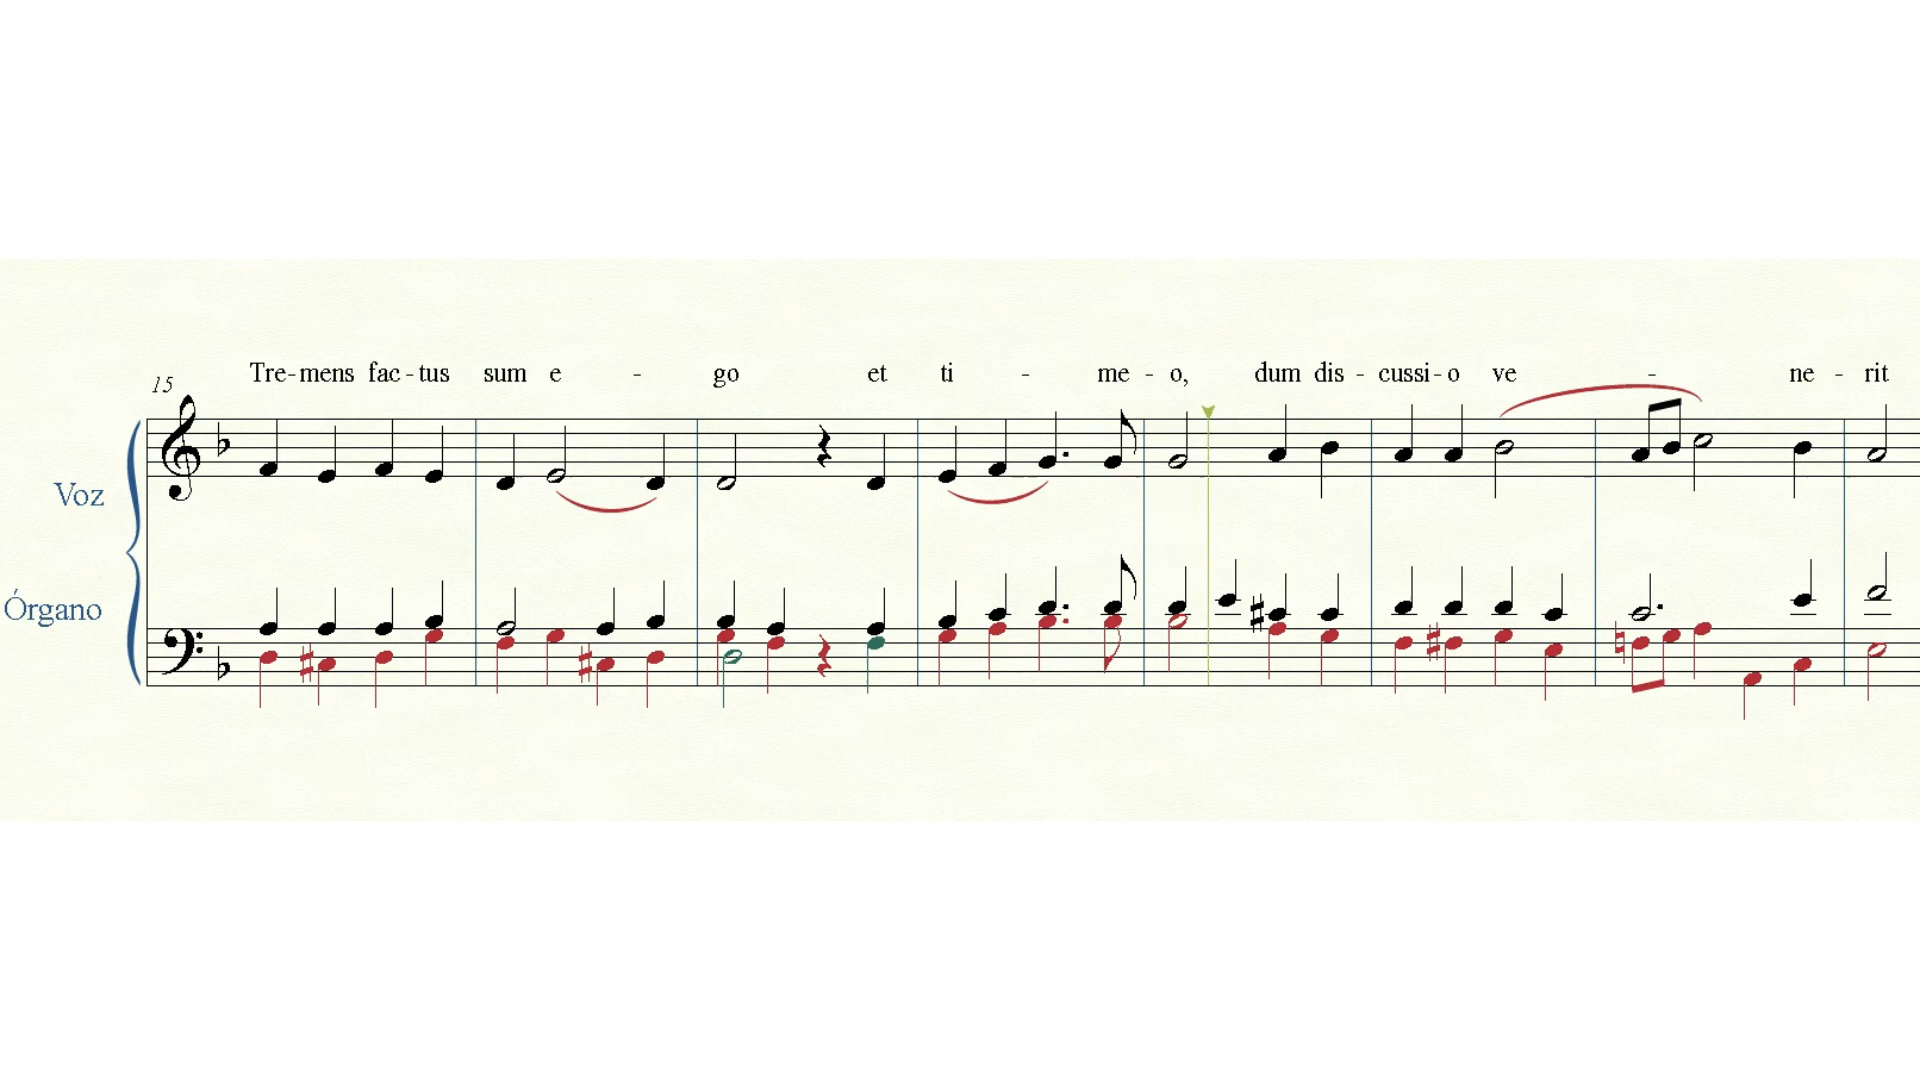 Tre-mens fac-tus sum e - go et ti - me - o, dum dis - cussi-o ve - ne - rit
15
Voz
Órgano